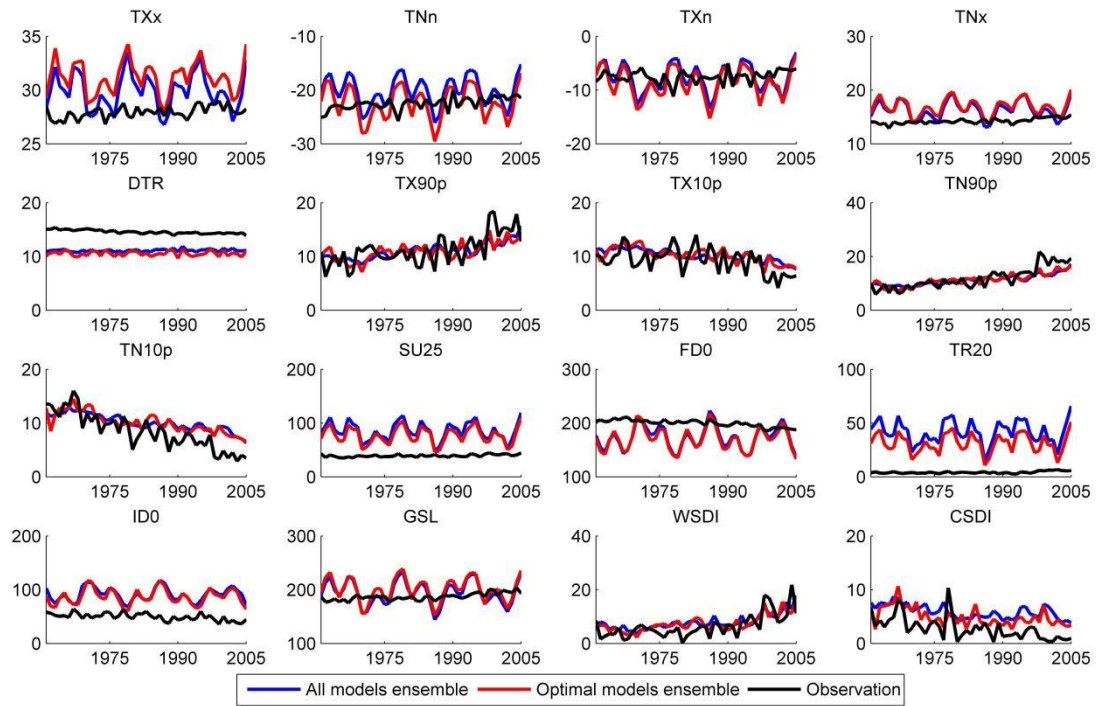 TXx TNn TXn TNx
35 -10 0 30
30 -20 -10 20
25 -30 -20 10
1975 1990 2005 1975 1990 2005 1975 1990 2005 1975 1990 2005
DTR TX90p TX10p TN90p
20 20 20 40
10 10 10 20
0 0 0 0
1975 1990 2005 1975 1990 2005 1975 1990 2005 1975 1990 2005
TN10p SU25 FD0 TR20
20 200 300 100
10 100 200 50
0 0 100 0
1975 1990 2005 1975 1990 2005 1975 1990 2005 1975 1990 2005
ID0 GSL WSDI CSDI
200 300 40 20
100 200 20 10
0 100 0 0
1975 1990 2005 1975 1990 2005 1975 1990 2005 1975 1990 2005
All models ensemble Optimal models ensemble Observation